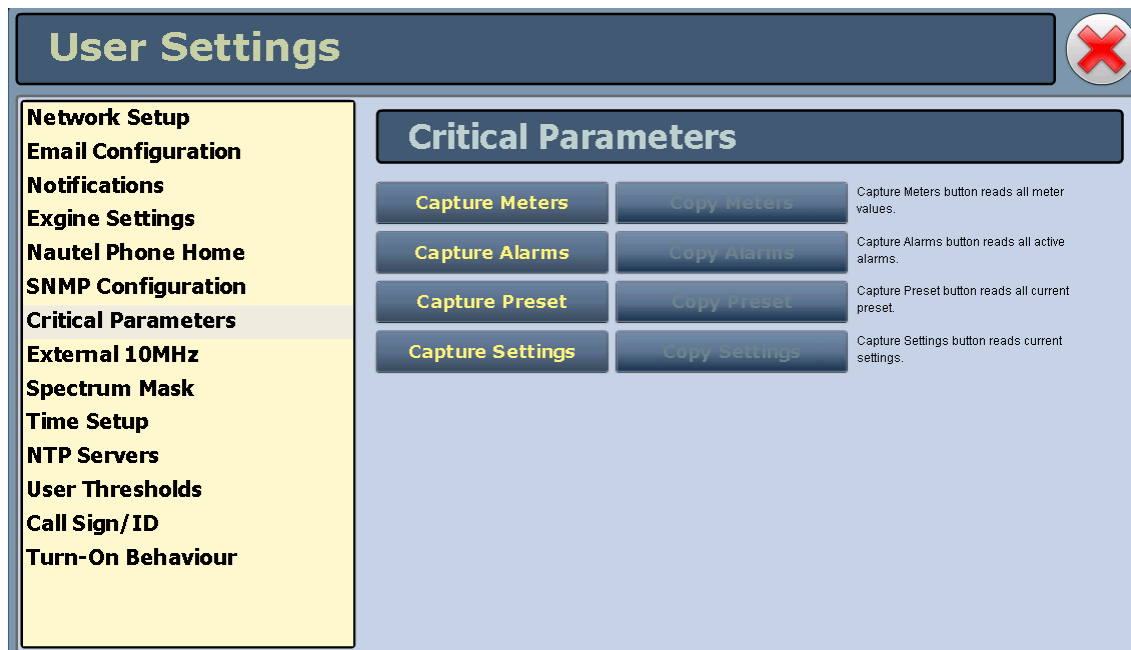 User Settings
Network Setup
Email Configuration
Notifications
Exgine Settings
Nautel Phone Home
SNMP Configuration
Critical Parameters
External 10MHz
Spectrum Mask
Time Setup
NTP Servers
User Thresholds
Call Sign/ID
Turn-On Behaviour
Critical Parameters
Capture Meters Copy Meters
Capture Meters button reads all meter
values.
Capture Alarms Copy Alarms
Capture Alarms button reads all active
alarms.
Capture Preset Copy Preset
Capture Preset button reads all current
preset.
Capture Settings Copy Settings
Capture Settings button reads current
settings.